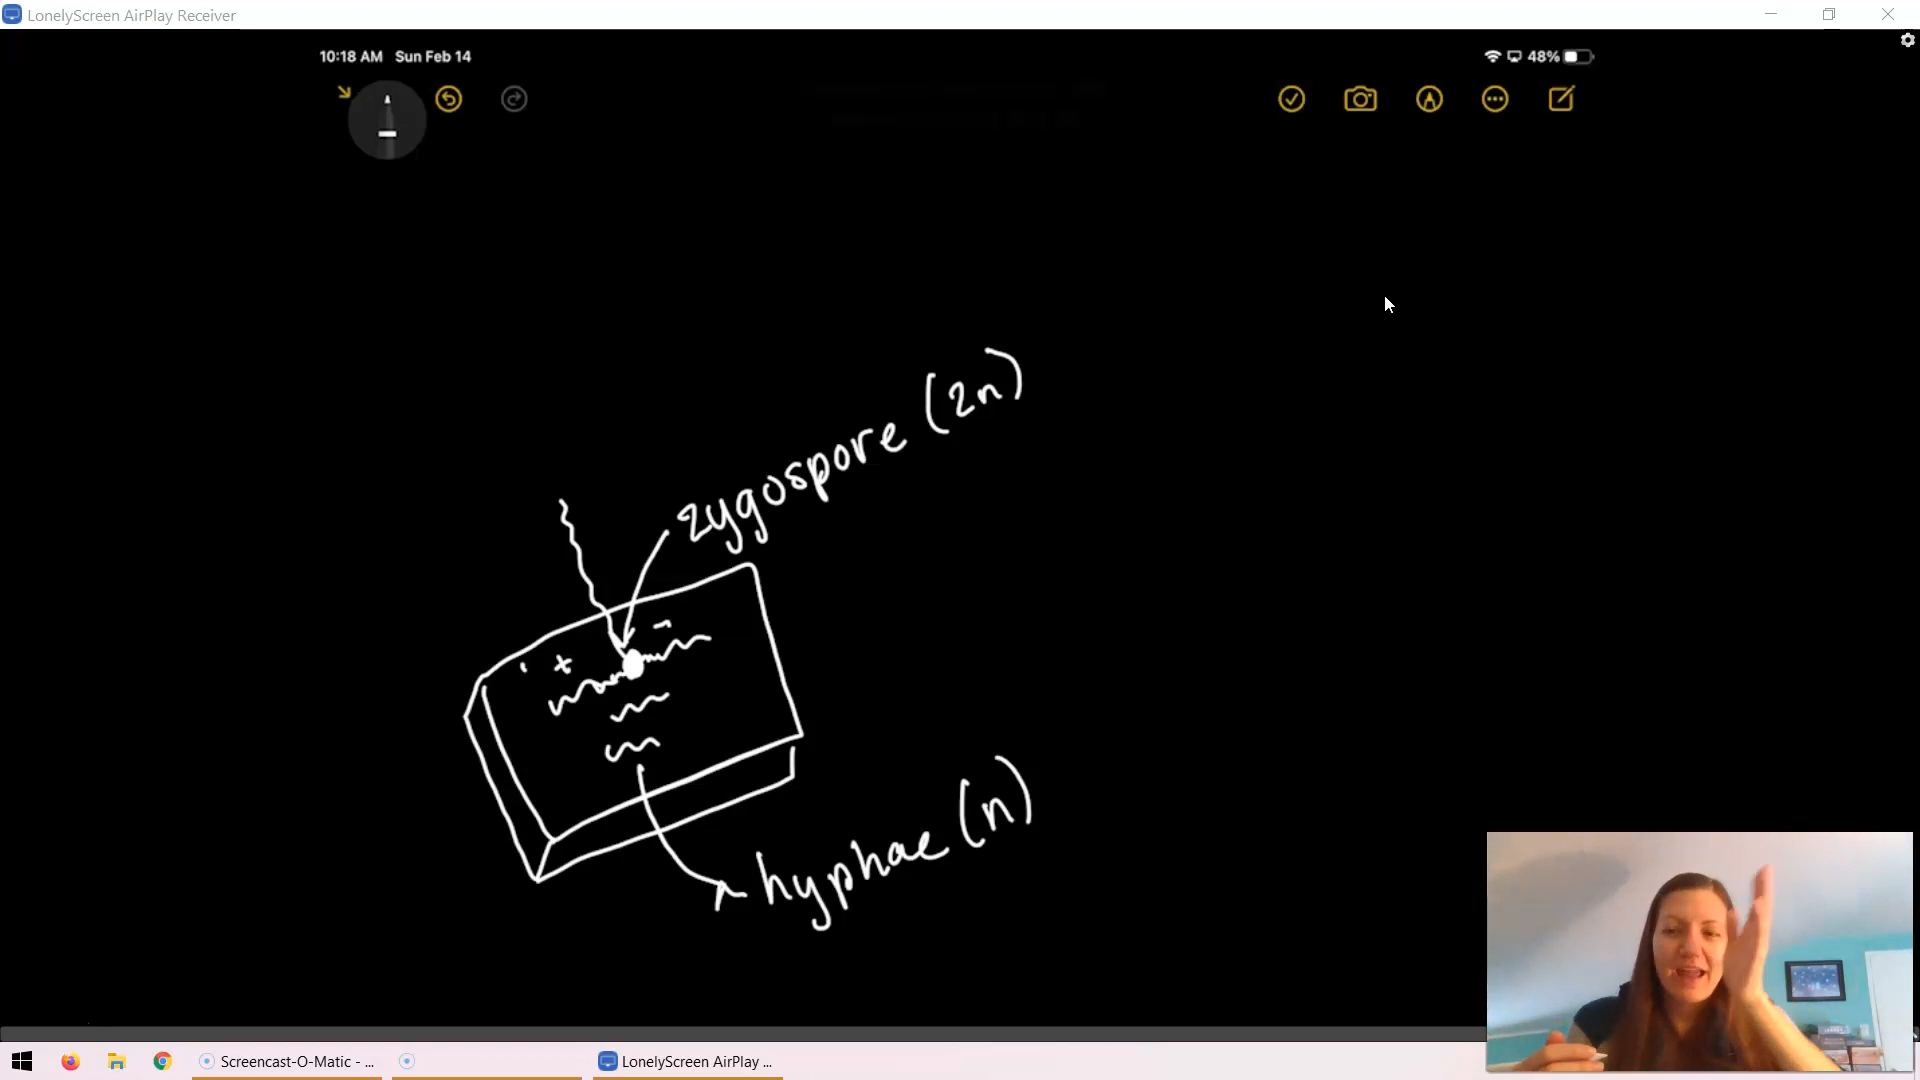 LonelyScreen AirPlay Receiver
10:18 AM Sun Feb 14
48%
zygospore (2n)
+ -
hyphae (n)
Screencast-O-Matic - ...
LonelyScreen AirPlay ...